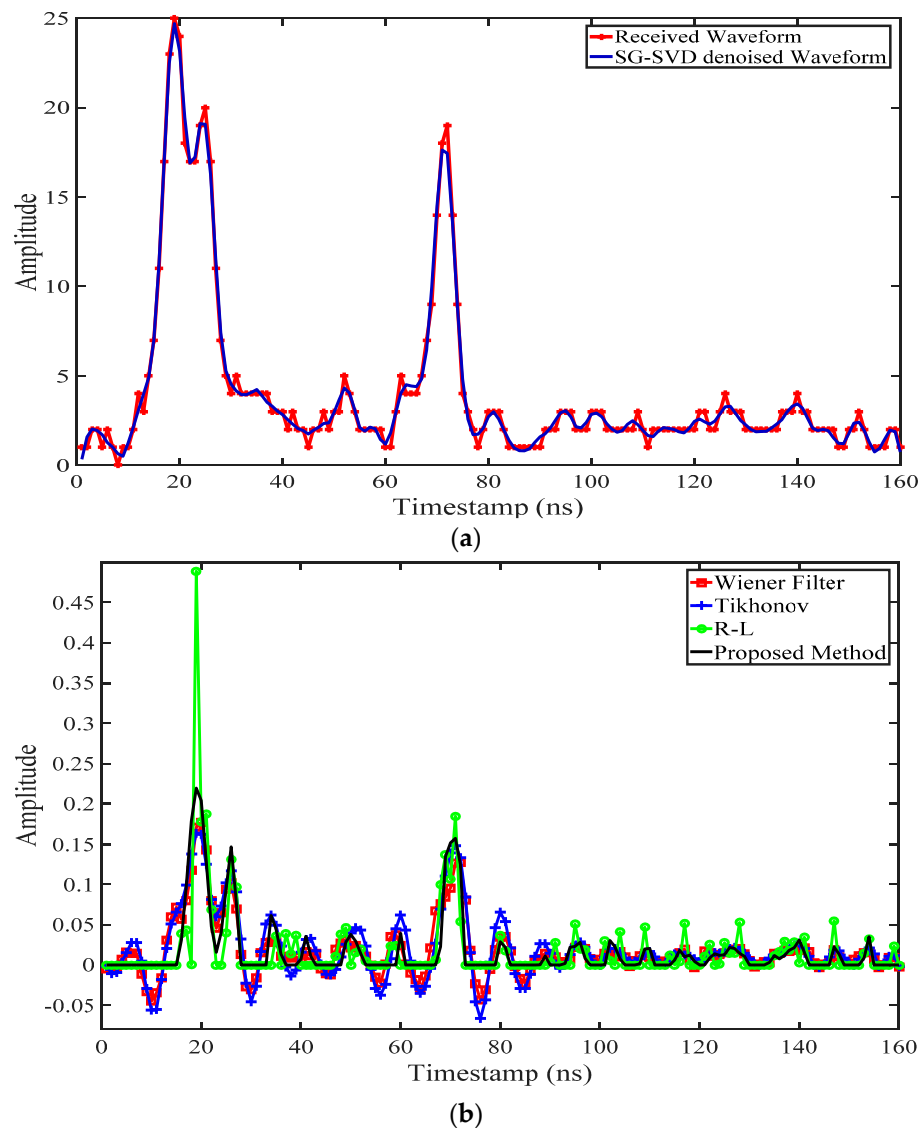 25
20
15
10
5
0
Amplitude
Received Waveform
SG-SVD denoised Waveform
0 20 40 60 80 100 120 140 160
Timestamp (ns)
(a)
0.45
0.4
0.35
0.3
0.25
0.2
0.15
0.1
0.05
0
-0.05
Amplitude
Wiener Filter
Tikhonov
R-L
Proposed Method
0 20 40 60 80 100 120 140 160
Timestamp (ns)
(b)